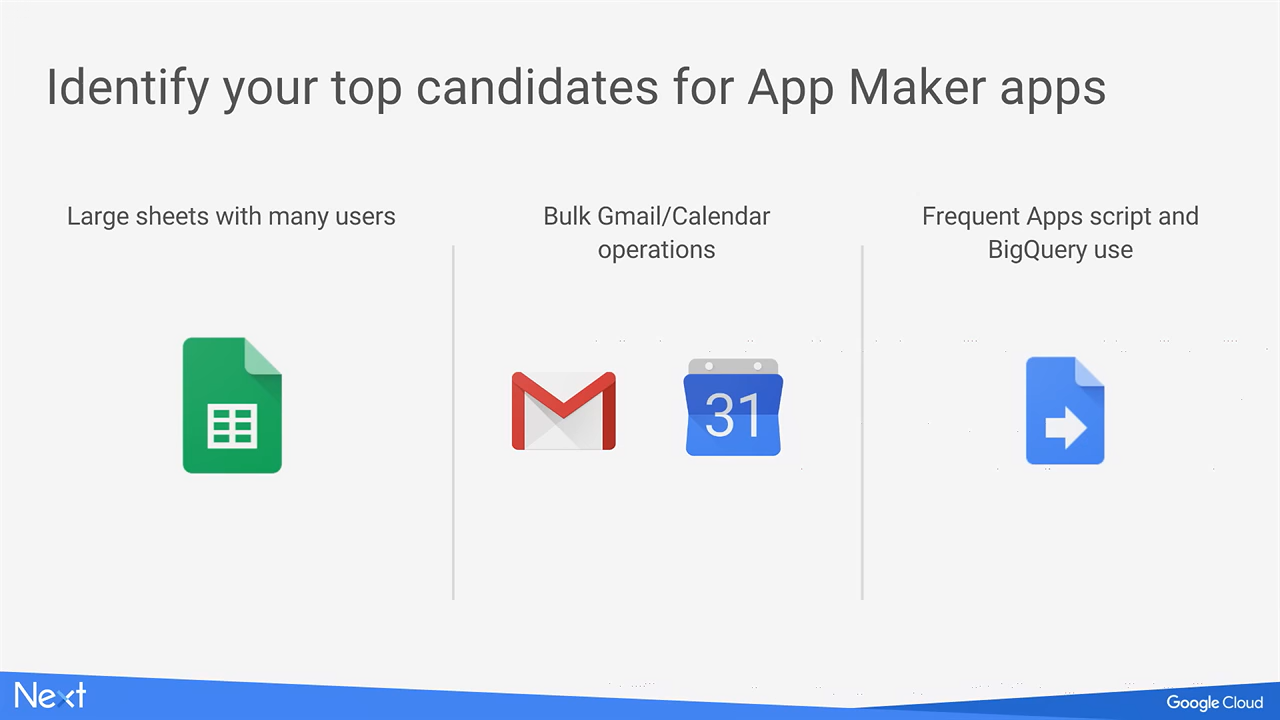 Identify your top candidates for App Maker apps
Large sheets with many users
Bulk Gmail/Calendar
operations
Frequent Apps script and
BigQuery use
31
Next
Google Cloud